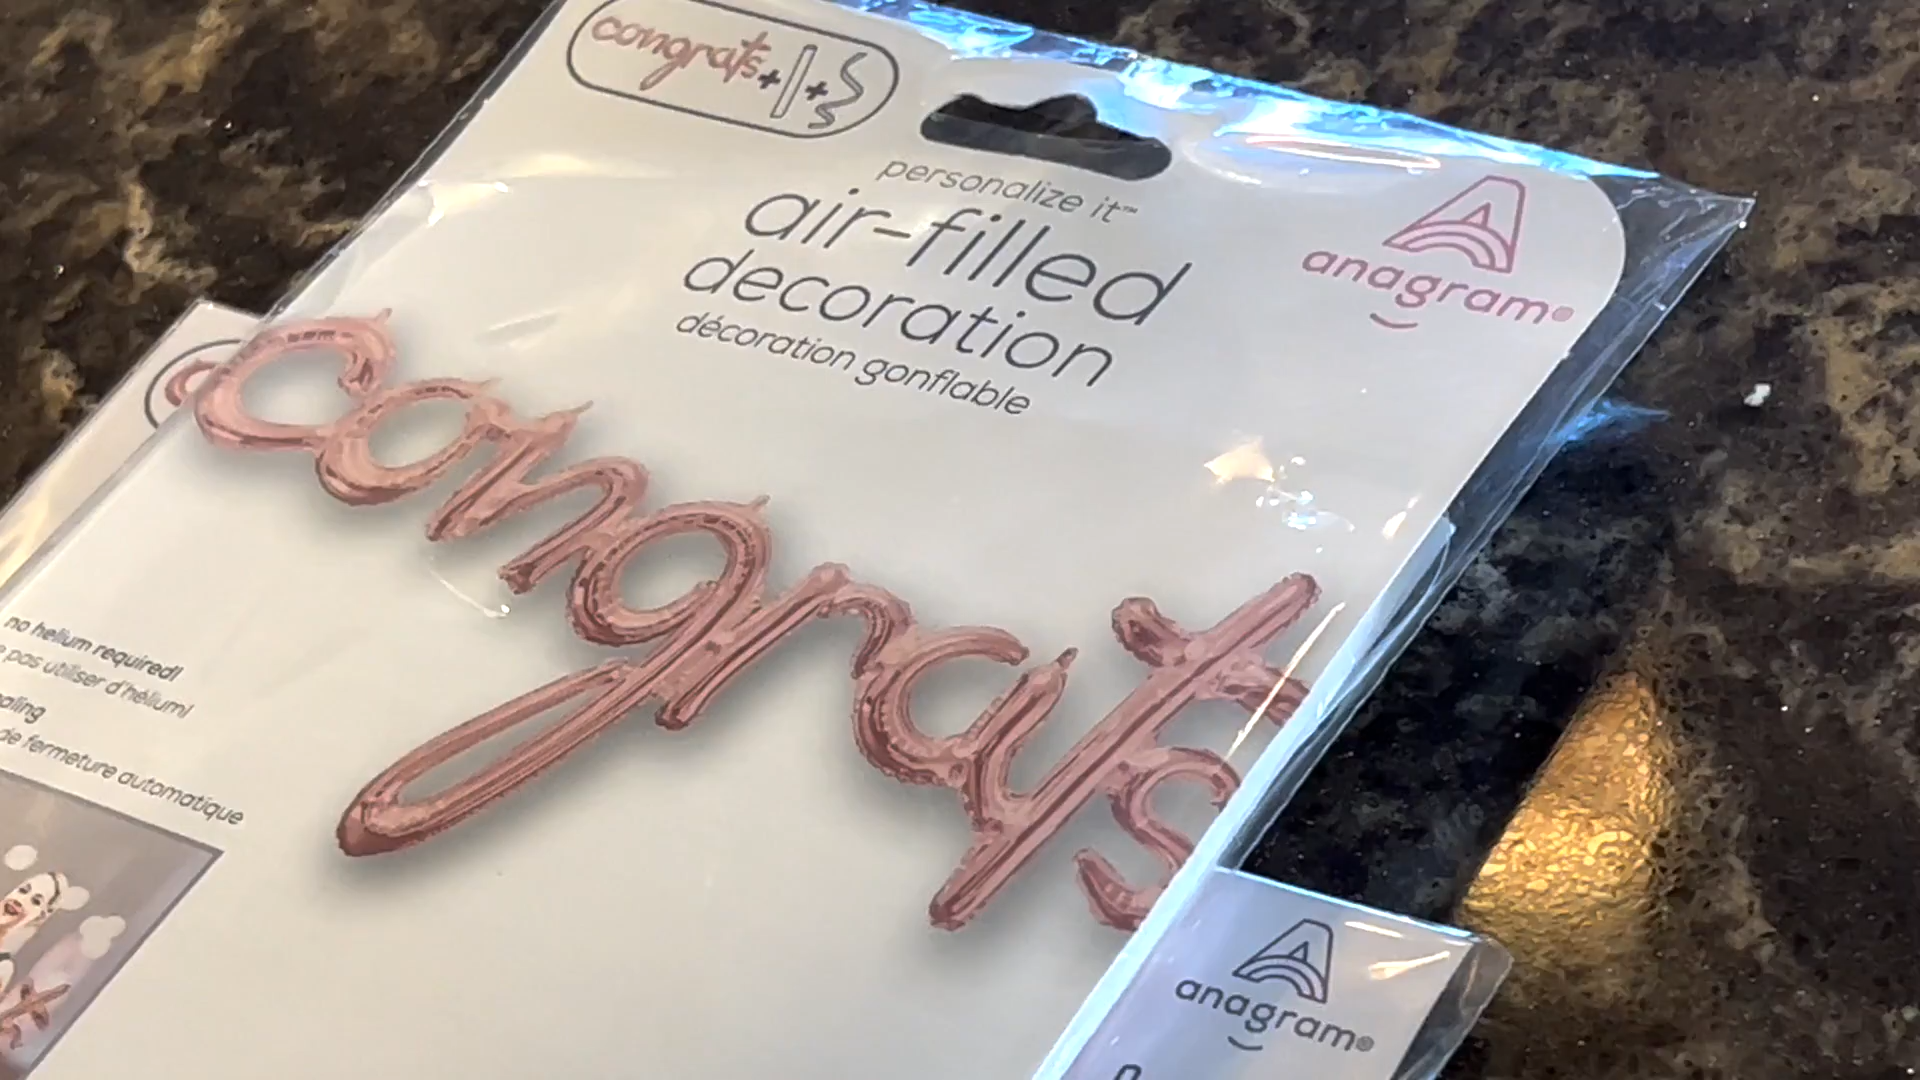 congrats + | +
personalize it™
air-filled
decoration
décoration gonflable
anagram®
congrats
no helium required!
pas utiliser d'hélium!
de fermeture automatique
anagram®